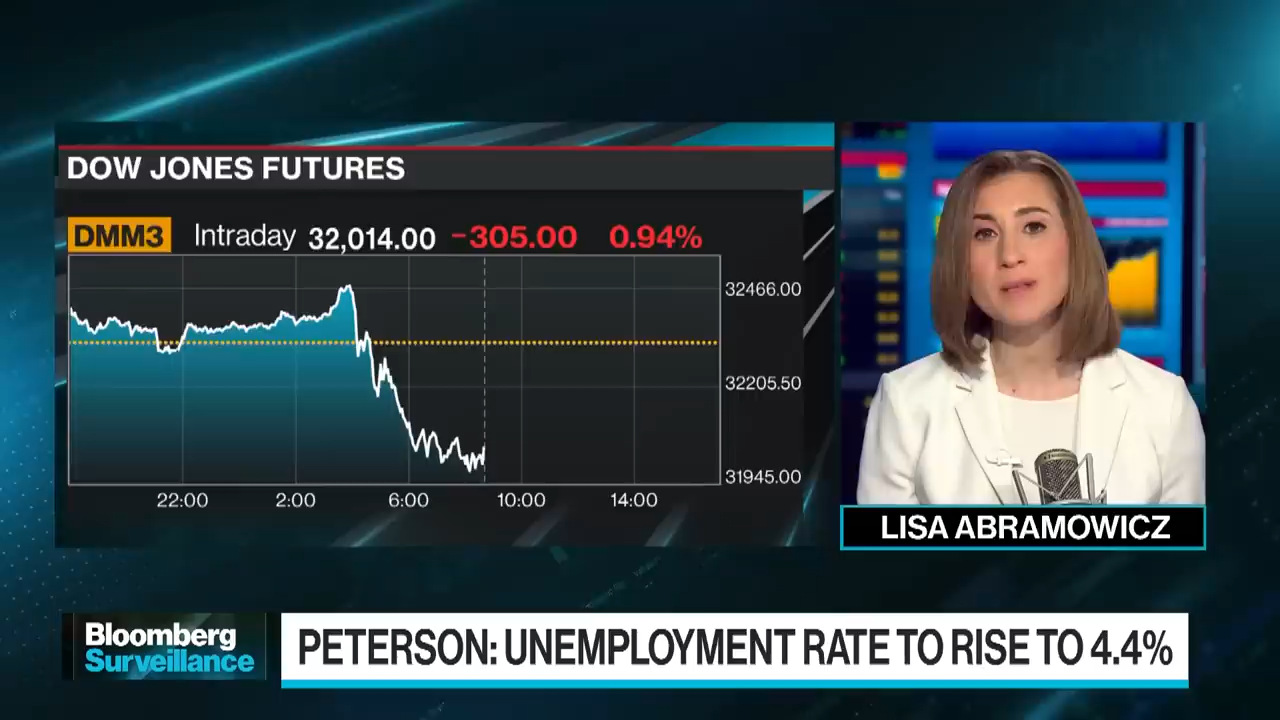 DOW JONES FUTURES
DMM3 Intraday 32,014.00 -305.00 0.94%
32466.00
32205.50
31945.00
22:00 2:00 6:00 10:00 14:00
LISA ABRAMOWICZ
Bloomberg
Surveillance
PETERSON: UNEMPLOYMENT RATE TO RISE TO 4.4%